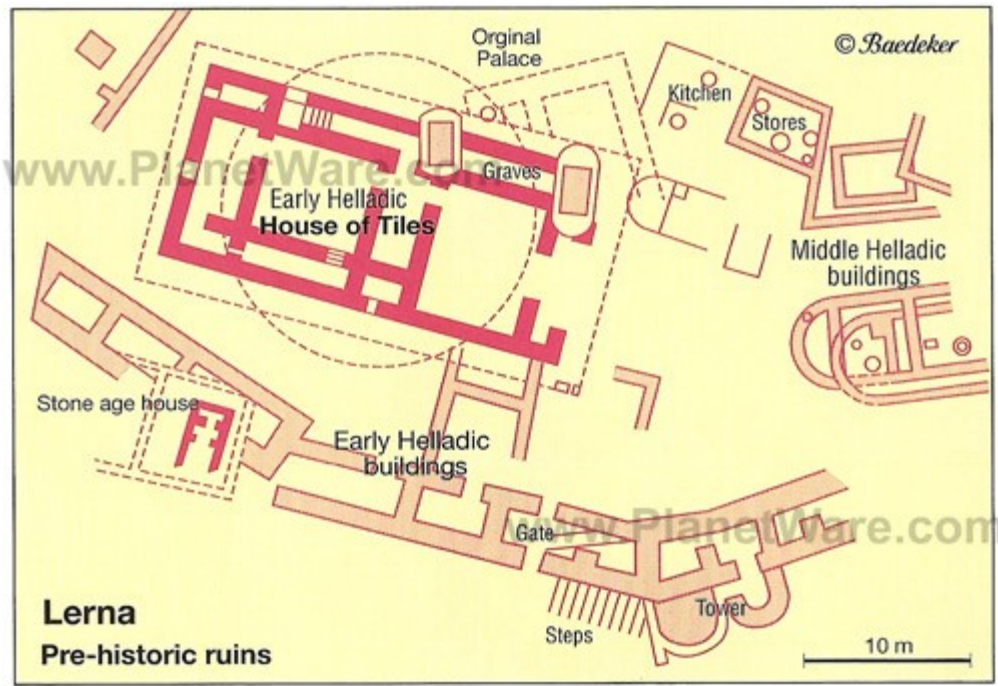 Orginal
Palace
© Baedeker
Kitchen
Stores
www.PlanetWare.com
Graves
Early Helladic
House of Tiles
Middle Helladic
buildings
Stone age house
Early Helladic
buildings
www.PlanetWare.com
Gate
Lerna
Tower
Steps
Pre-historic ruins
10 m